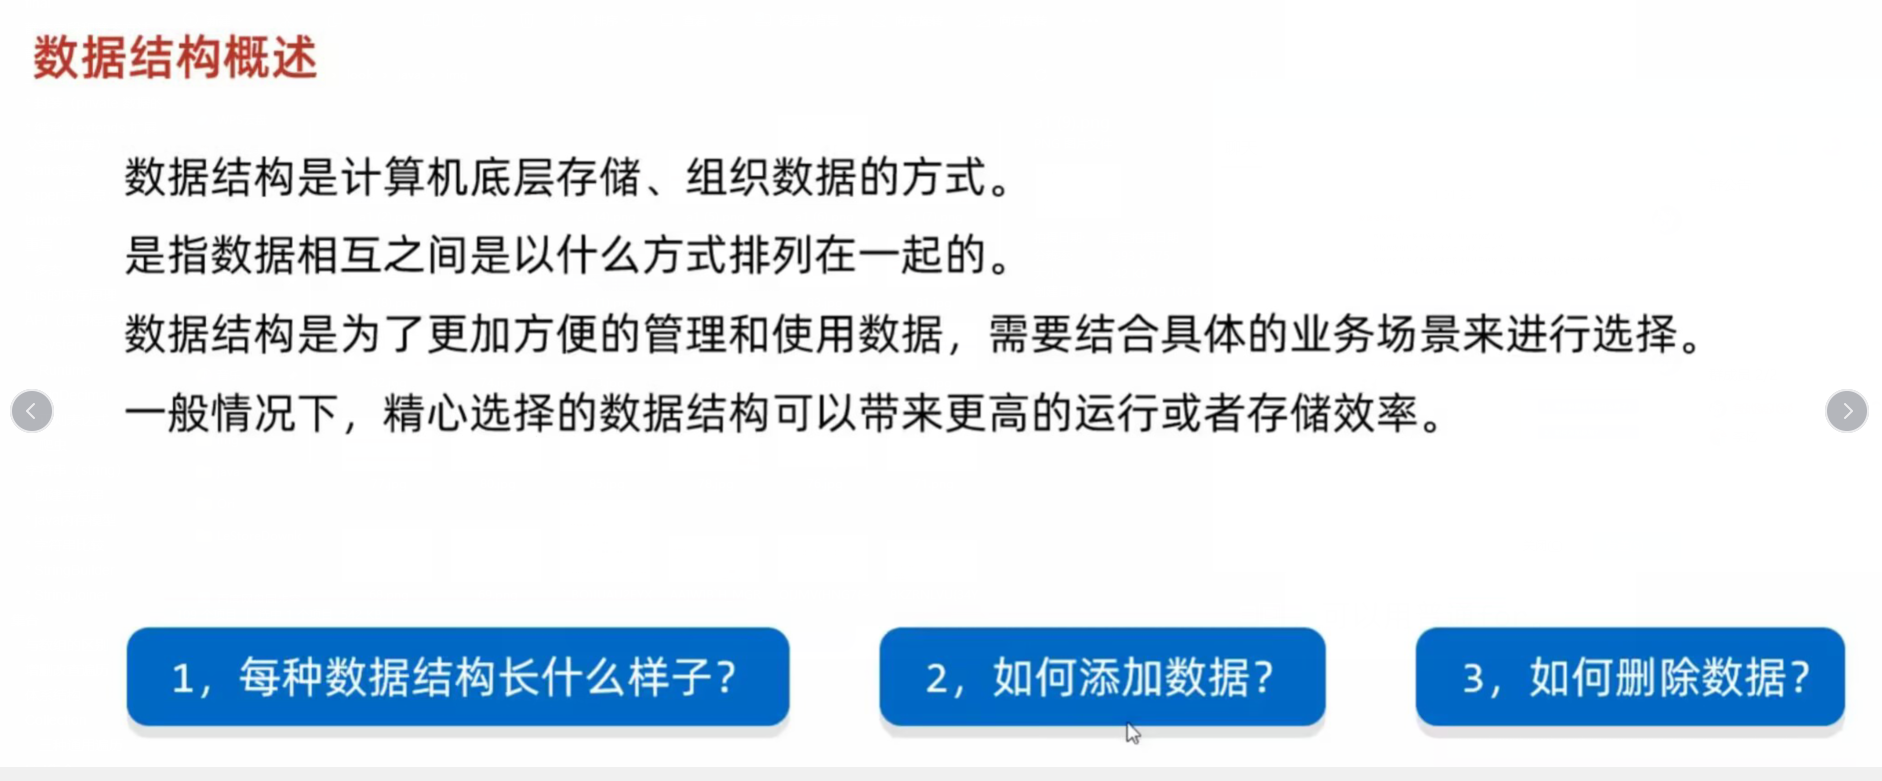 数据结构概述
数据结构是计算机底层存储、组织数据的方式。
是指数据相互之间是以什么方式排列在一起的。
数据结构是为了更加方便的管理和使用数据，需要结合具体的业务场景来进行选择。
一般情况下，精心选择的数据结构可以带来更高的运行或者存储效率。
1，每种数据结构长什么样子？
2，如何添加数据？
3，如何删除数据？